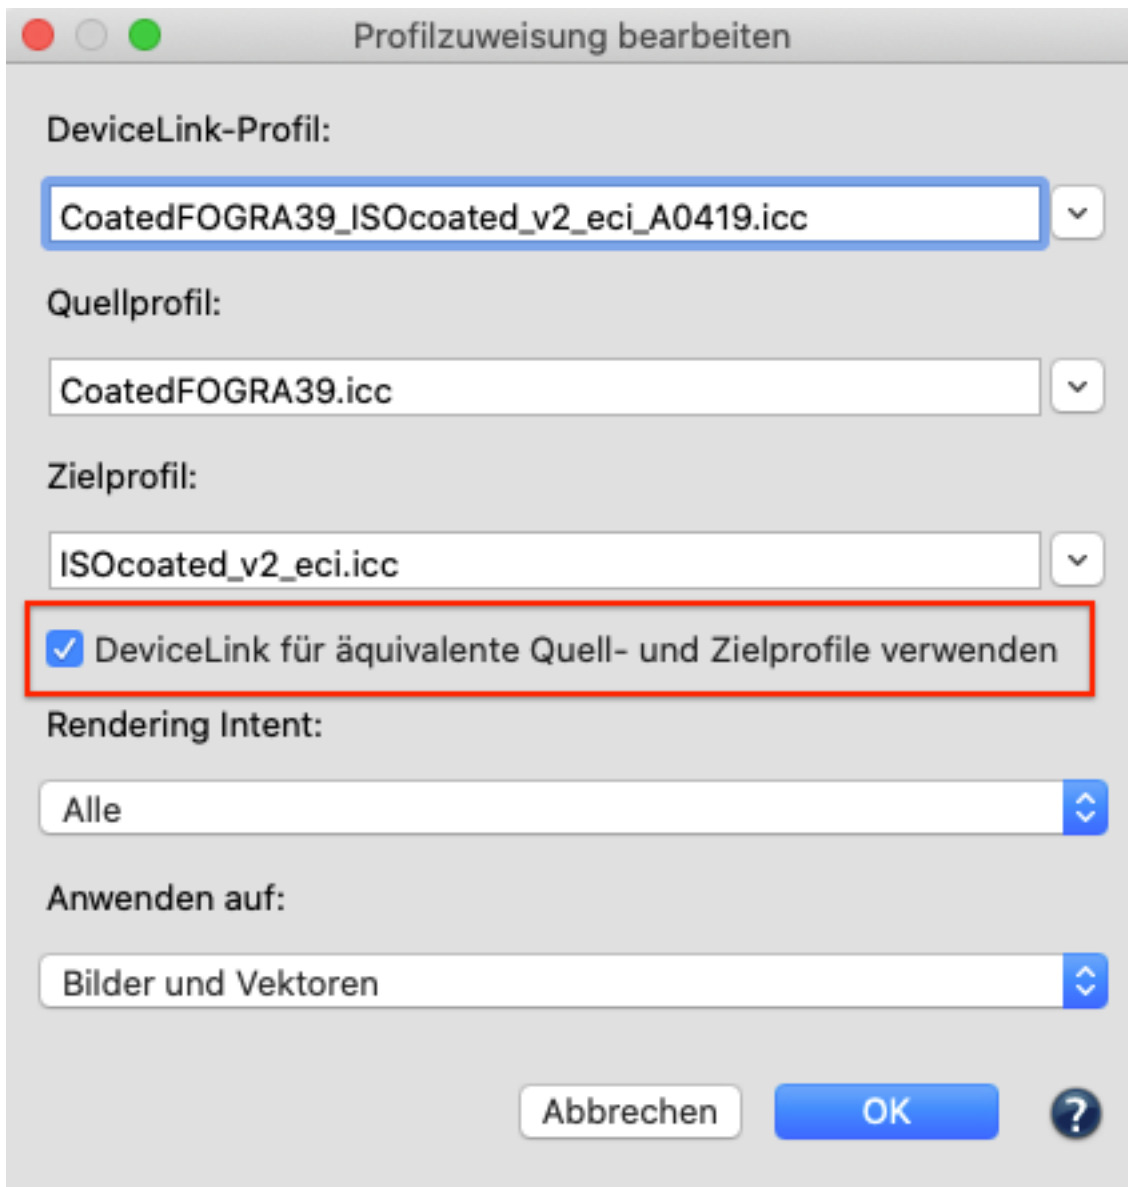 Profilzuweisung bearbeiten
DeviceLink-Profil:
CoatedFOGRA39_ISOcoated_v2_eci_A0419.icc
Quellprofil:
CoatedFOGRA39.icc
Zielprofil:
ISOcoated_v2_eci.icc
DeviceLink für äquivalente Quell- und Zielprofile verwenden
Rendering Intent:
Alle
Anwenden auf:
Bilder und Vektoren
Abbrechen OK ?